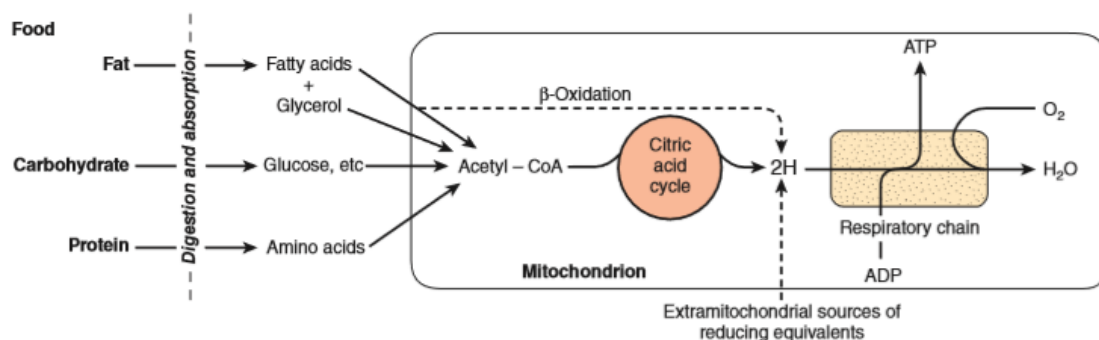 Food
Fat
Digestion and absorption
Fatty acids
+
Glycerol
Carbohydrate
Glucose, etc
Protein
Amino acids
β-Oxidation
Acetyl – CoA
Citric
acid
cycle
2H
ATP
O₂
H₂O
Respiratory chain
ADP
Mitochondrion
Extramitochondrial sources of
reducing equivalents